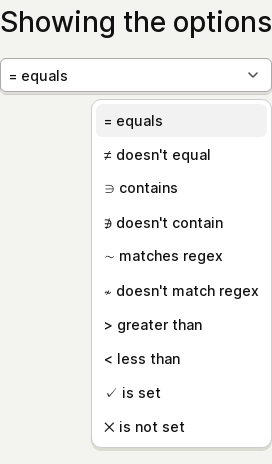 Showing the options
= equals
= equals
≠ doesn't equal
∋ contains
∌ doesn't contain
∼ matches regex
≁ doesn't match regex
> greater than
< less than
✓ is set
✕ is not set